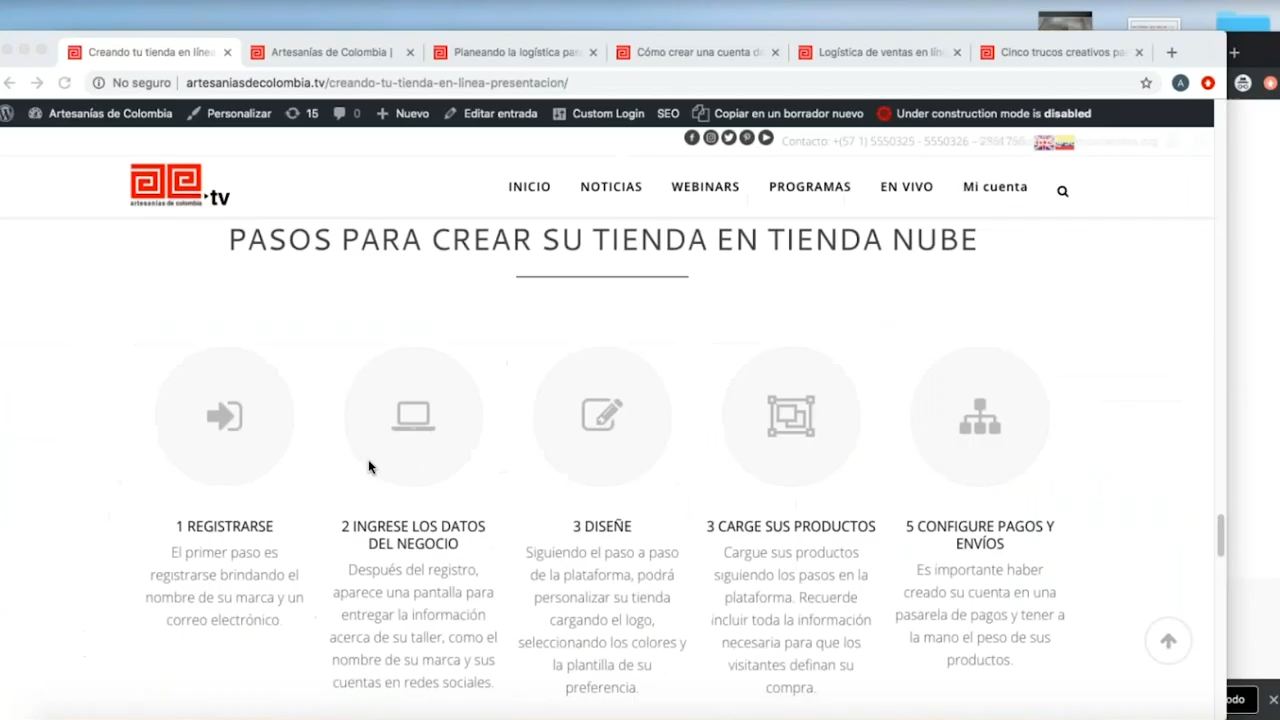 Creando tu tienda en línea
Artesanías de Colombia |
Planeando la logística pa
Cómo crear una cuenta d
Logística de ventas en lín
Cinco trucos creativos pa
No seguro | artesaniasdecolombia.tv/creando-tu-tienda-en-linea-presentacion/
A
Artesanías de Colombia
Personalizar
15
0
Nuevo
Editar entrada
Custom Login
SEO
Copiar en un borrador nuevo
Under construction mode is disabled
Contacto: +(57 1) 5550325 - 5550326 -
artesanías de colombia
tv
INICIO
NOTICIAS
WEBINARS
PROGRAMAS
EN VIVO
Mi cuenta
PASOS PARA CREAR SU TIENDA EN TIENDA NUBE
1 REGISTRARSE
El primer paso es
registrarse brindando el
nombre de su marca y un
correo electrónico.
2 INGRESE LOS DATOS
DEL NEGOCIO
Después del registro,
aparece una pantalla para
entregar la información
acerca de su taller, como el
nombre de su marca y sus
cuentas en redes sociales.
3 DISEÑE
Siguiendo el paso a paso
de la plataforma, podrá
personalizar su tienda
cargando el logo,
seleccionando los colores y
la plantilla de su
preferencia.
3 CARGE SUS PRODUCTOS
Cargue sus productos
siguiendo los pasos en la
plataforma. Recuerde
incluir toda la información
necesaria para que los
visitantes definan su
compra.
5 CONFIGURE PAGOS Y
ENVÍOS
Es importante haber
creado su cuenta en una
pasarela de pagos y tener a
la mano el peso de sus
productos.
odo